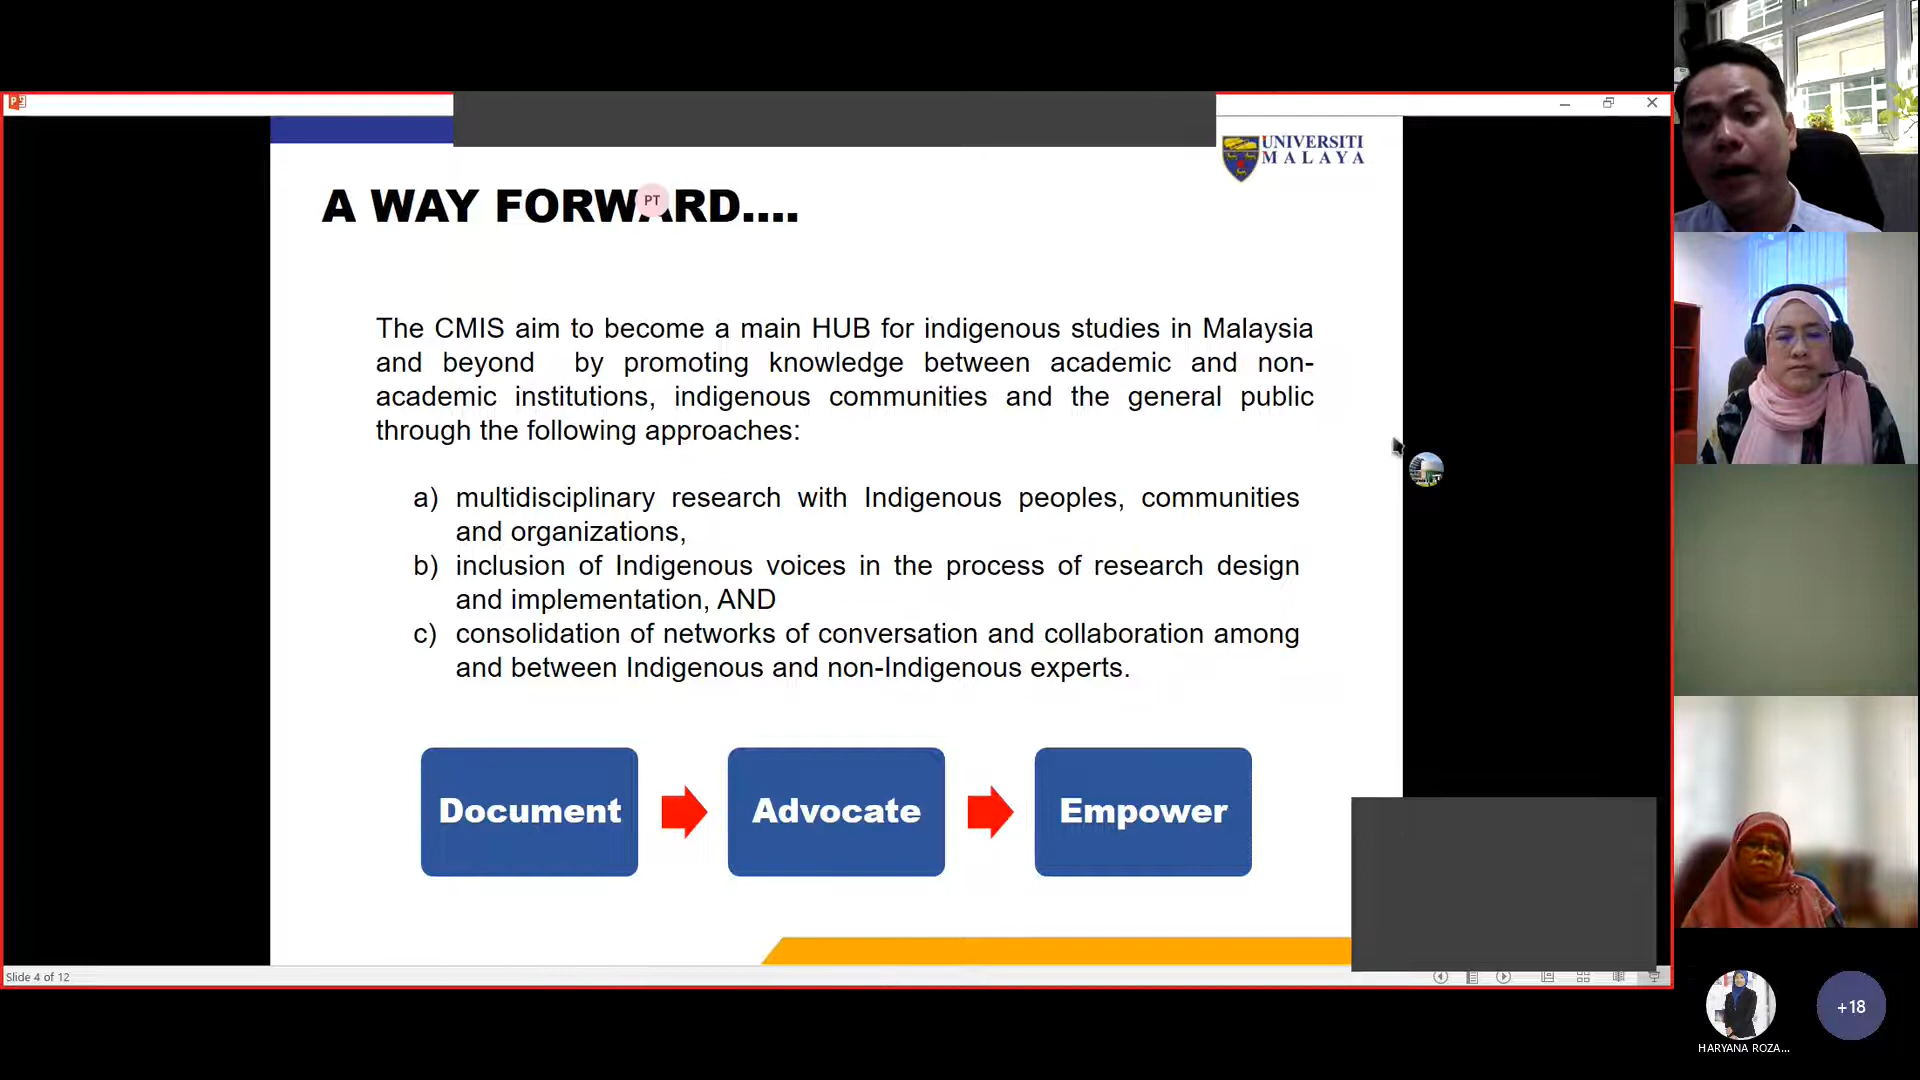 UNIVERSITI
MALAYA
A WAY FORWARD....
PT
The CMIS aim to become a main HUB for indigenous studies in Malaysia
and beyond by promoting knowledge between academic and non-
academic institutions, indigenous communities and the general public
through the following approaches:
a) multidisciplinary research with Indigenous peoples, communities
and organizations,
b) inclusion of Indigenous voices in the process of research design
and implementation, AND
c) consolidation of networks of conversation and collaboration among
and between Indigenous and non-Indigenous experts.
Document
Advocate
Empower
Slide 4 of 12
+18
HARYANA ROZA...